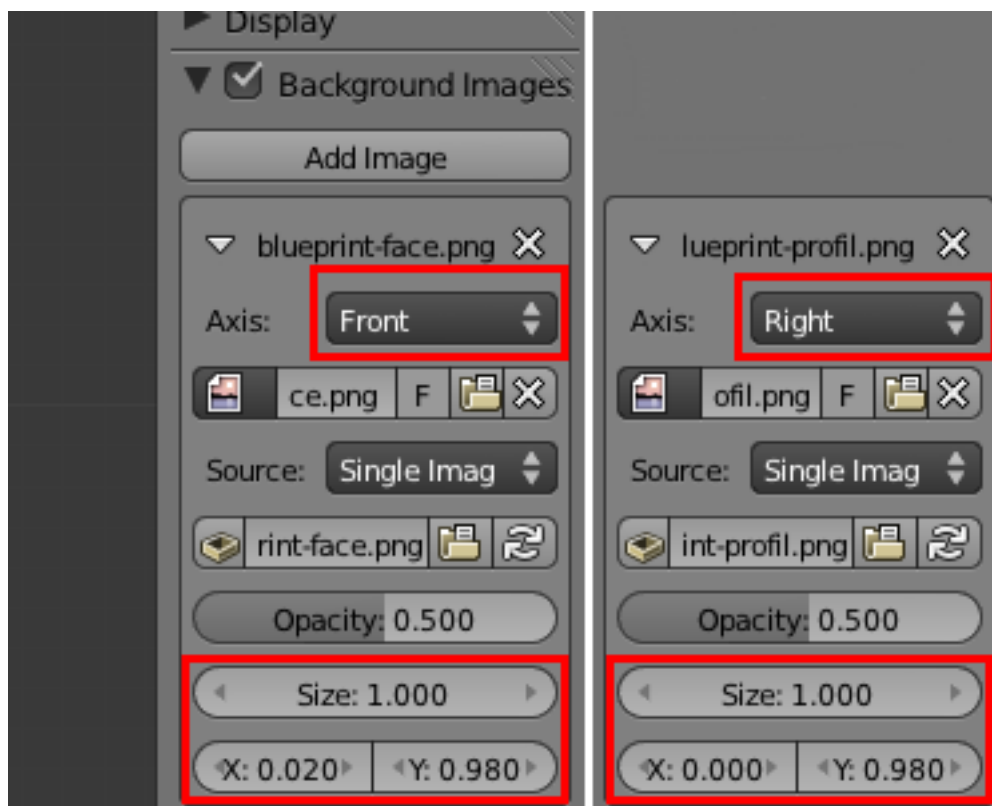 Display
Background Images
Add Image
blueprint-face.png
Axis: Front
ce.png F
Source: Single Imag
rint-face.png
Opacity: 0.500
Size: 1.000
X: 0.020 Y: 0.980
lueprint-profil.png
Axis: Right
ofil.png F
Source: Single Imag
int-profil.png
Opacity: 0.500
Size: 1.000
X: 0.000 Y: 0.980